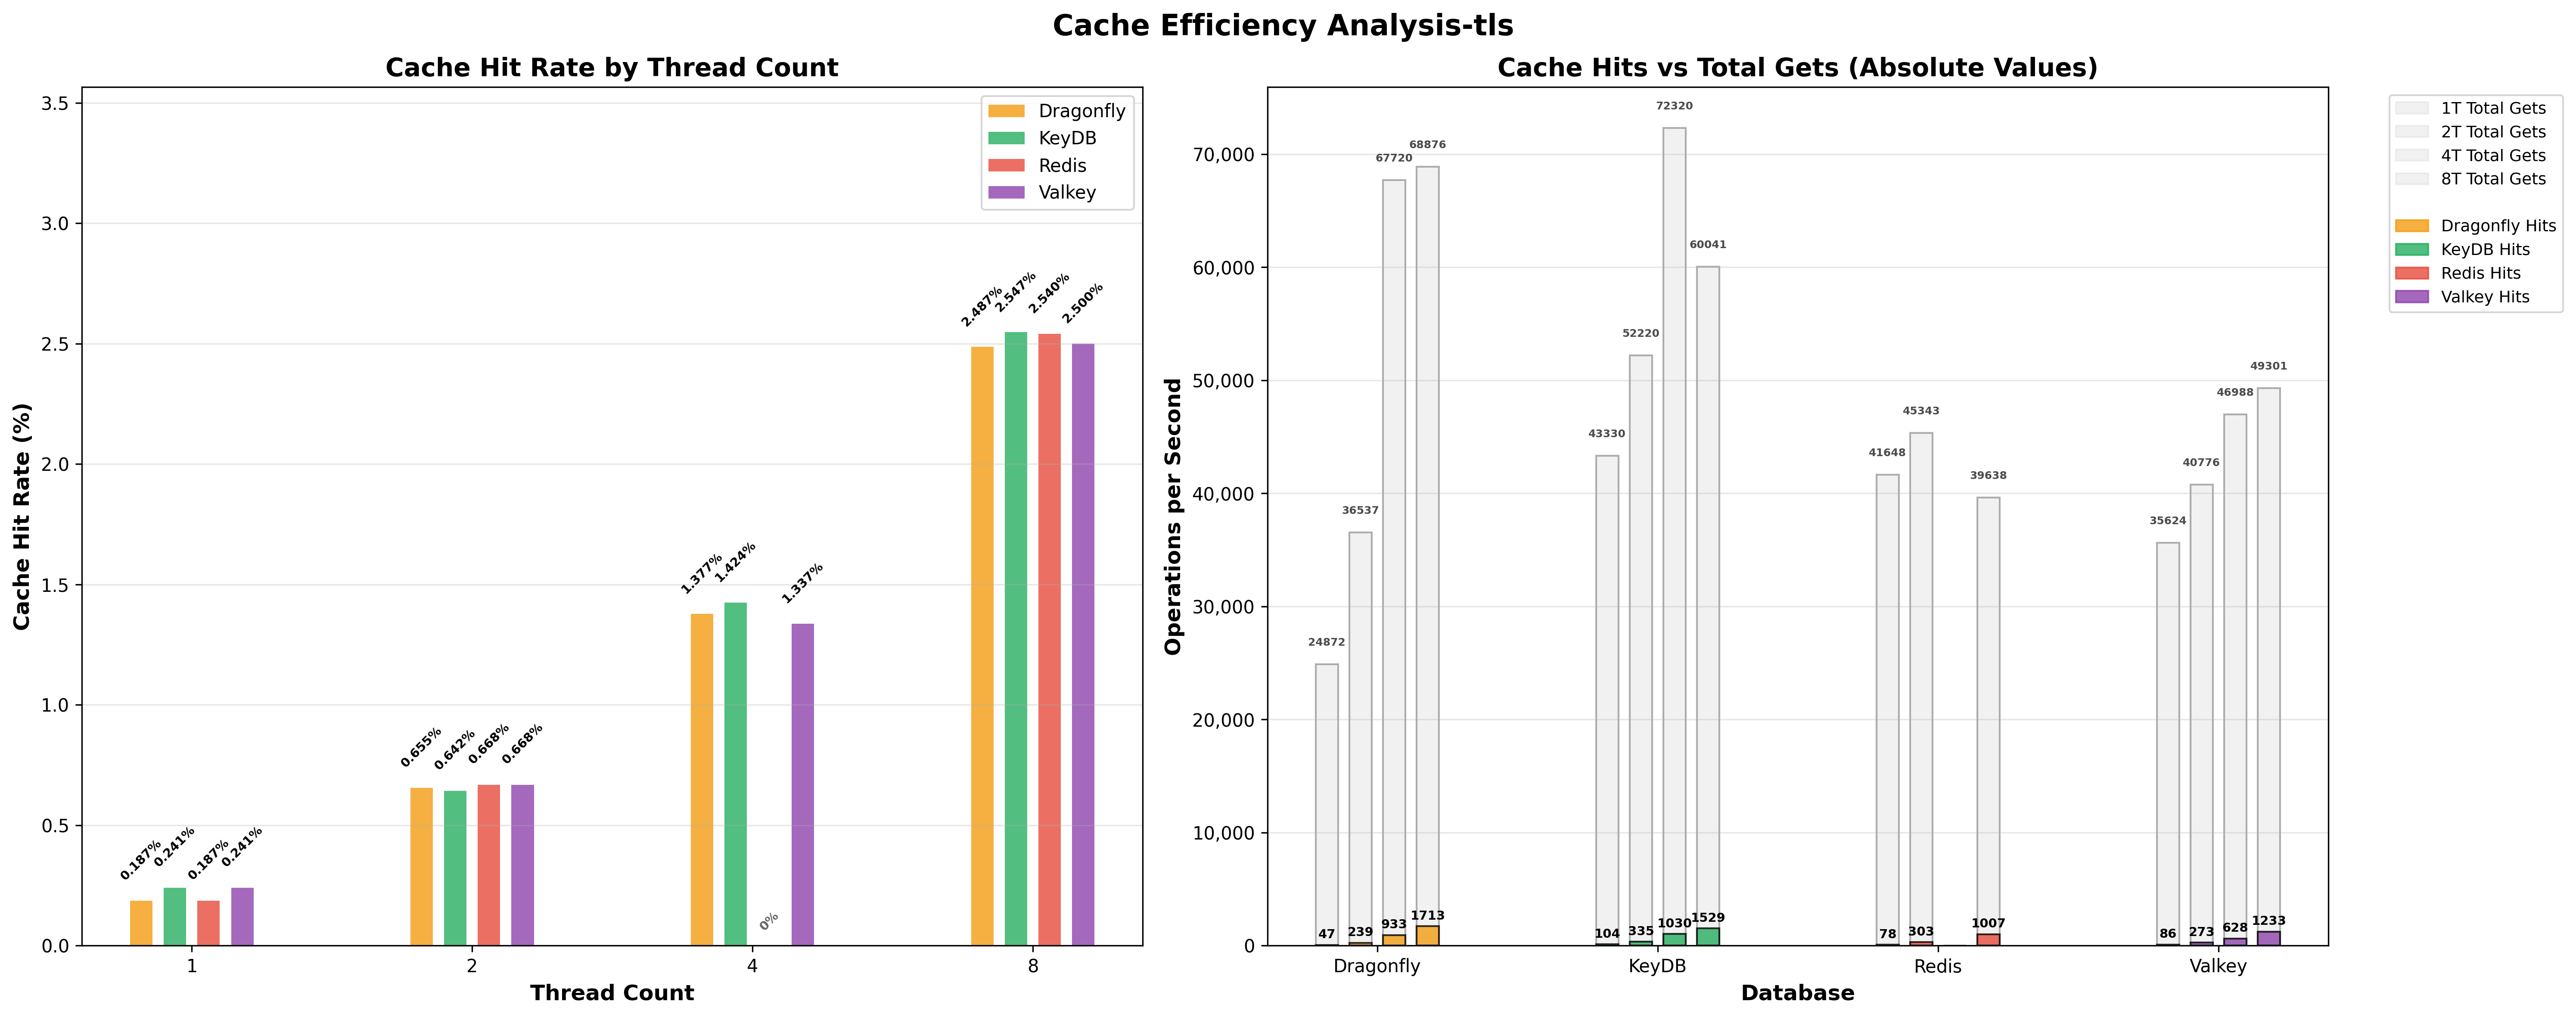 Cache Efficiency Analysis-tls
Cache Hit Rate by Thread Count
Cache Hit Rate (%)
3.5
3.0
2.5
2.0
1.5
1.0
0.5
0.0
Dragonfly
KeyDB
Redis
Valkey
0.187%
0.241%
0.187%
0.241%
0.655%
0.642%
0.668%
0.668%
1.377%
1.424%
0%
1.337%
2.487%
2.547%
2.540%
2.500%
1
2
4
8
Thread Count
Cache Hits vs Total Gets (Absolute Values)
Operations per Second
70,000
60,000
50,000
40,000
30,000
20,000
10,000
0
24872
36537
67720
68876
43330
52220
72320
60041
41648
45343
39638
35624
40776
46988
49301
47
239
933
1713
104
335
1030
1529
78
303
1007
86
273
628
1233
Dragonfly
KeyDB
Redis
Valkey
Database
1T Total Gets
2T Total Gets
4T Total Gets
8T Total Gets
Dragonfly Hits
KeyDB Hits
Redis Hits
Valkey Hits